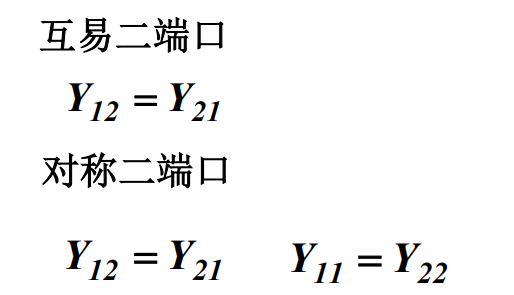 互易二端口
Y₁₂ = Y₂₁
对称二端口
Y₁₂ = Y₂₁ Y₁₁ = Y₂₂